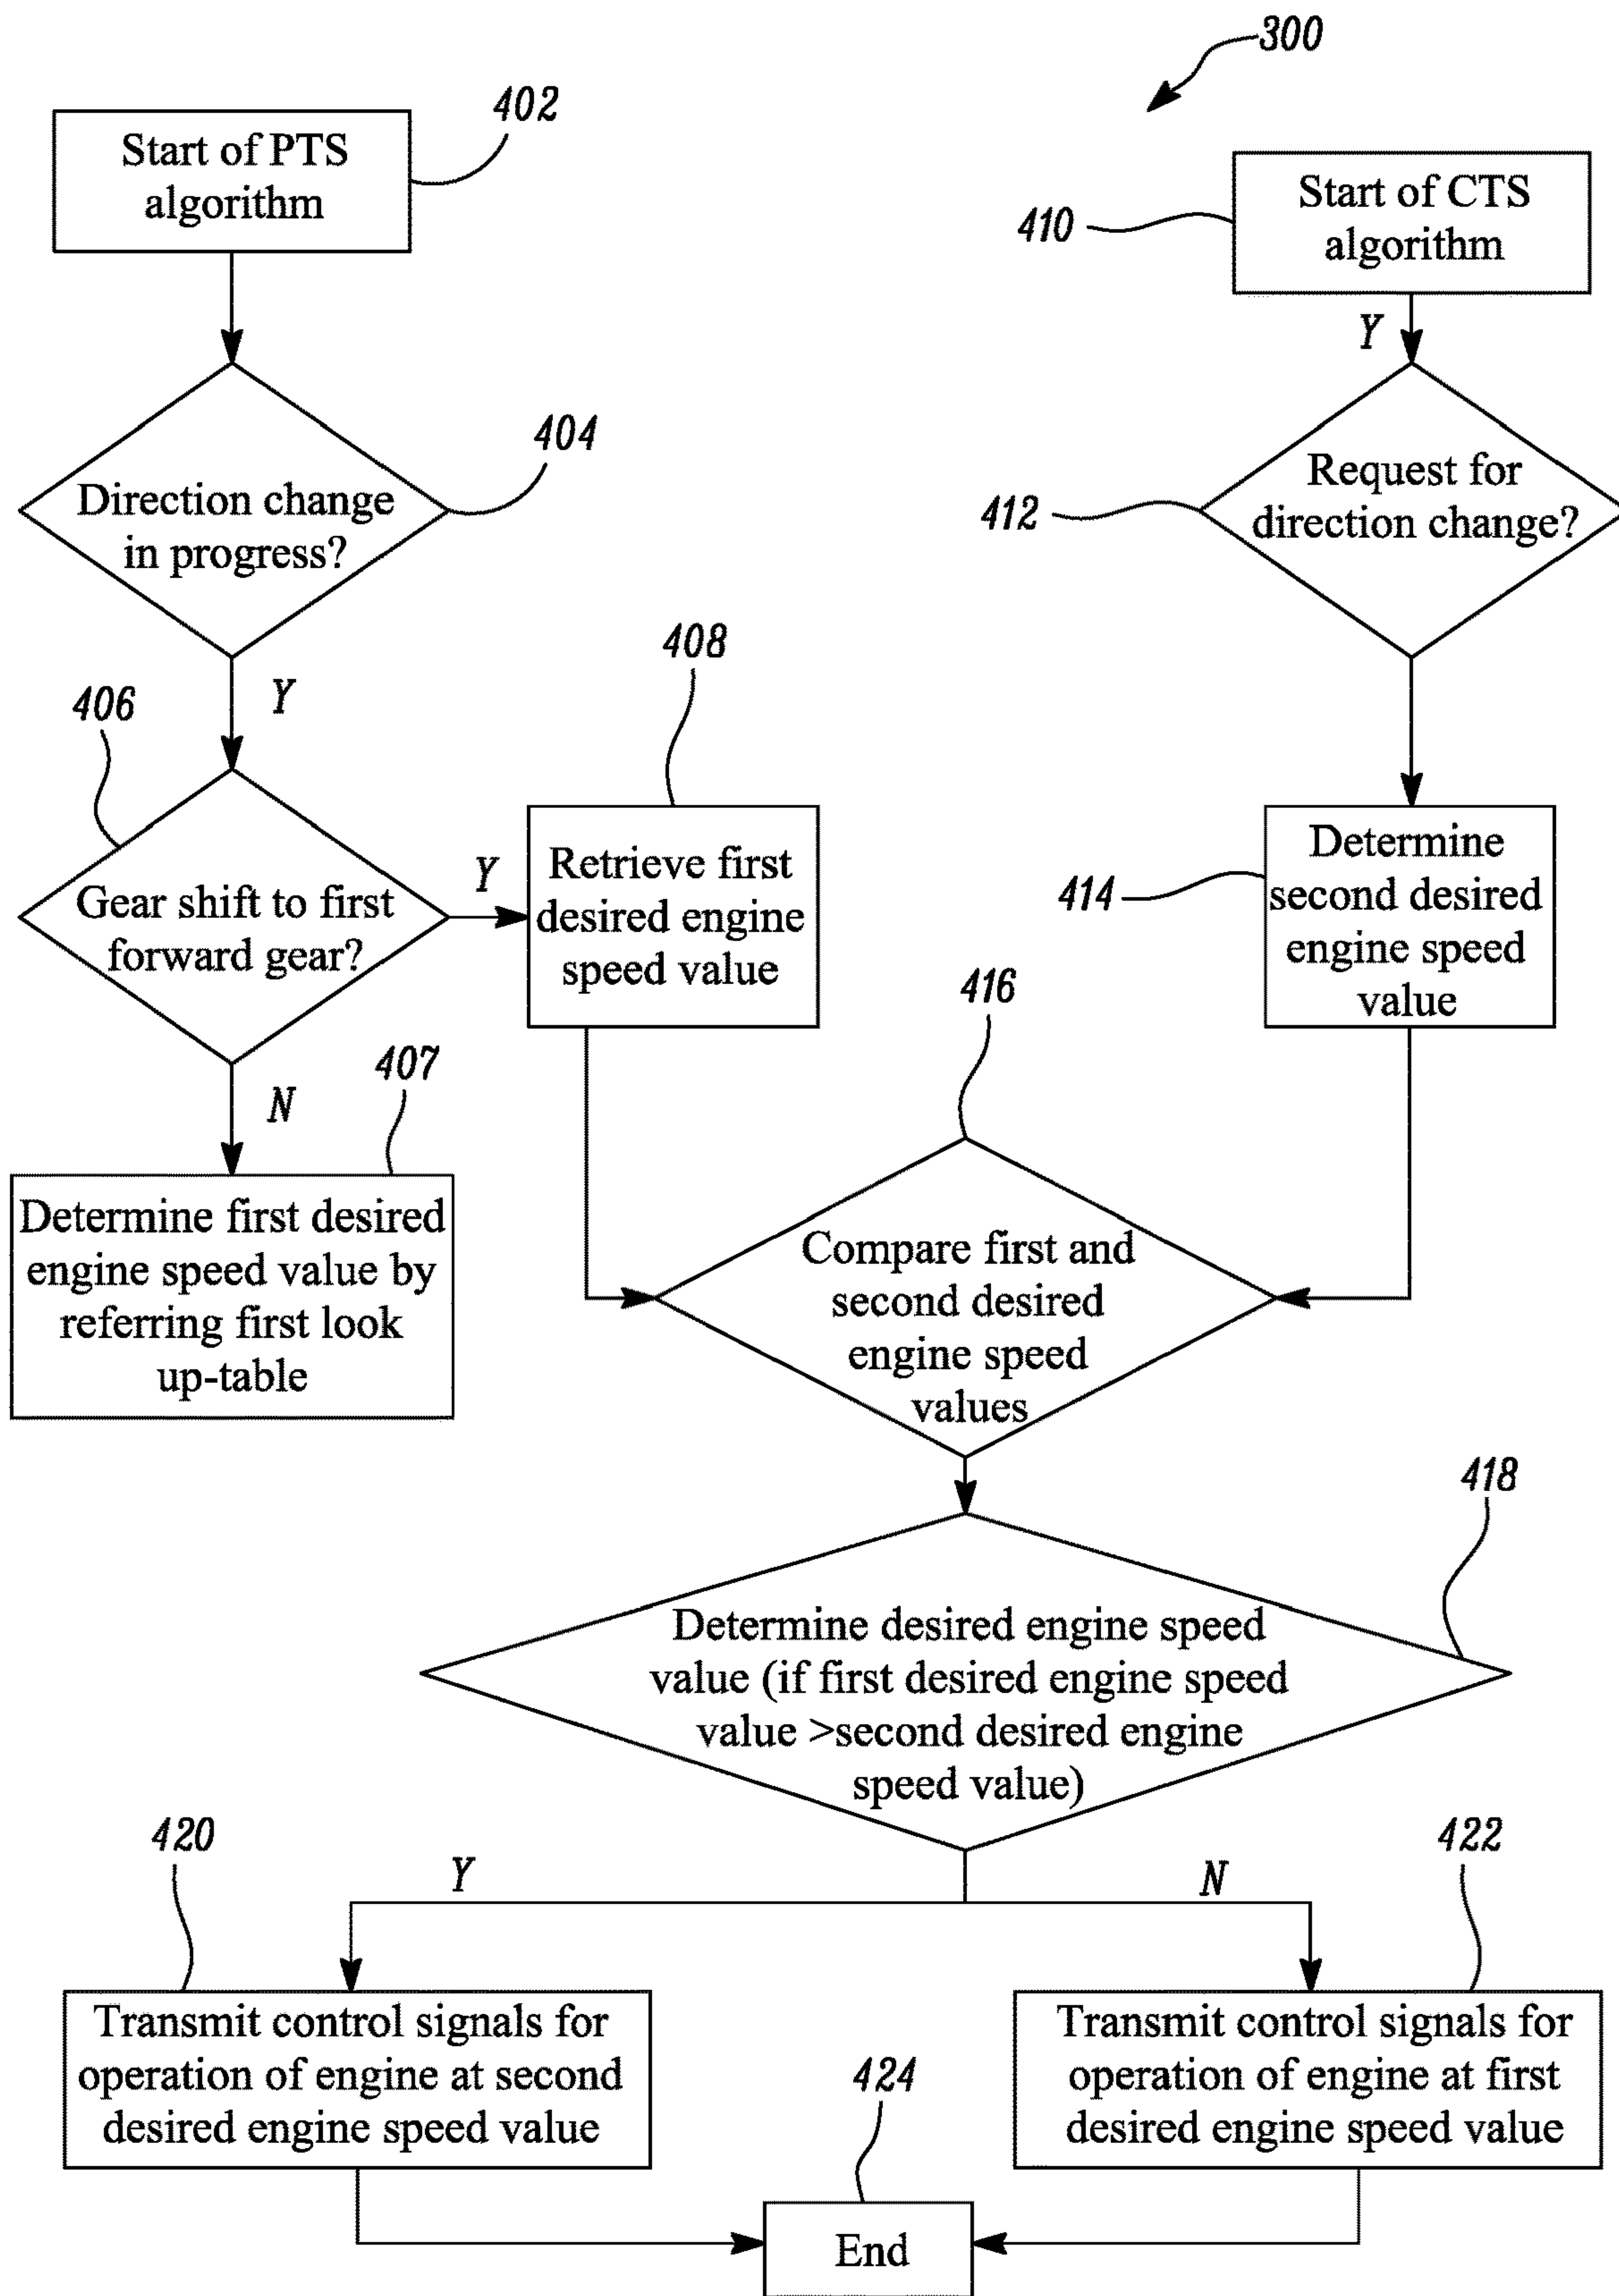 300
402
Start of PTS
algorithm
410
Start of CTS
algorithm
Y
404
Direction change
in progress?
412
Request for
direction change?
Y
406
408
Gear shift to first
forward gear?
Y
Retrieve first
desired engine
speed value
414
Determine
second desired
engine speed
value
416
N
407
Determine first desired
engine speed value by
referring first look
up-table
Compare first and
second desired
engine speed
values
418
Determine desired engine speed
value (if first desired engine speed
value >second desired engine
speed value)
Y
N
420
422
Transmit control signals for
operation of engine at second
desired engine speed value
Transmit control signals for
operation of engine at first
desired engine speed value
424
End